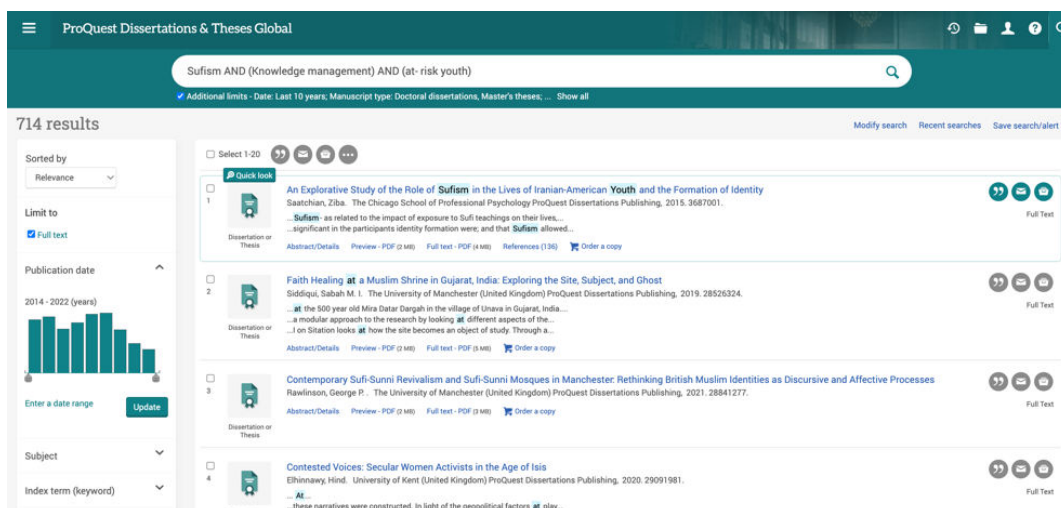 ProQuest Dissertations & Theses Global
Sufism AND (Knowledge management) AND (at- risk youth)
Additional limits - Date: Last 10 years; Manuscript type: Doctoral dissertations, Master's theses; ... Show all
714 results
Modify search Recent searches Save search/alert
Sorted by
Relevance
Limit to
Full text
Publication date
2014 - 2022 (years)
Enter a date range
Update
Subject
Index term (keyword)
Select 1-20
Quick look
1
Dissertation or
Thesis
An Explorative Study of the Role of Sufism in the Lives of Iranian-American Youth and the Formation of Identity
Saatchian, Ziba. The Chicago School of Professional Psychology ProQuest Dissertations Publishing, 2015. 3687001.
...Sufism- as related to the impact of exposure to Sufi teachings on their lives,...
...significant in the participants identity formation were; and that Sufism allowed...
Abstract/Details Preview - PDF (2 MB) Full text - PDF (4 MB) References (136) Order a copy
Full Text
2
Dissertation or
Thesis
Faith Healing at a Muslim Shrine in Gujarat, India: Exploring the Site, Subject, and Ghost
Siddiqui, Sabah M. I. The University of Manchester (United Kingdom) ProQuest Dissertations Publishing, 2019. 28526324.
...at the 500 year old Mira Datar Dargah in the village of Unava in Gujarat, India....
...a modular approach to the research by looking at different aspects of the...
...I on Sitation looks at how the site becomes an object of study. Through a...
Abstract/Details Preview - PDF (2 MB) Full text - PDF (5 MB) Order a copy
Full Text
3
Dissertation or
Thesis
Contemporary Sufi-Sunni Revivalism and Sufi-Sunni Mosques in Manchester: Rethinking British Muslim Identities as Discursive and Affective Processes
Rawlinson, George P. . The University of Manchester (United Kingdom) ProQuest Dissertations Publishing, 2021. 28841277.
Abstract/Details Preview - PDF (2 MB) Full text - PDF (3 MB) Order a copy
Full Text
4
Contested Voices: Secular Women Activists in the Age of Isis
Elhinnawy, Hind. University of Kent (United Kingdom) ProQuest Dissertations Publishing, 2020. 29091981.
... At...
...these narratives were constructed. In light of the geopolitical factors at play...
Full Text